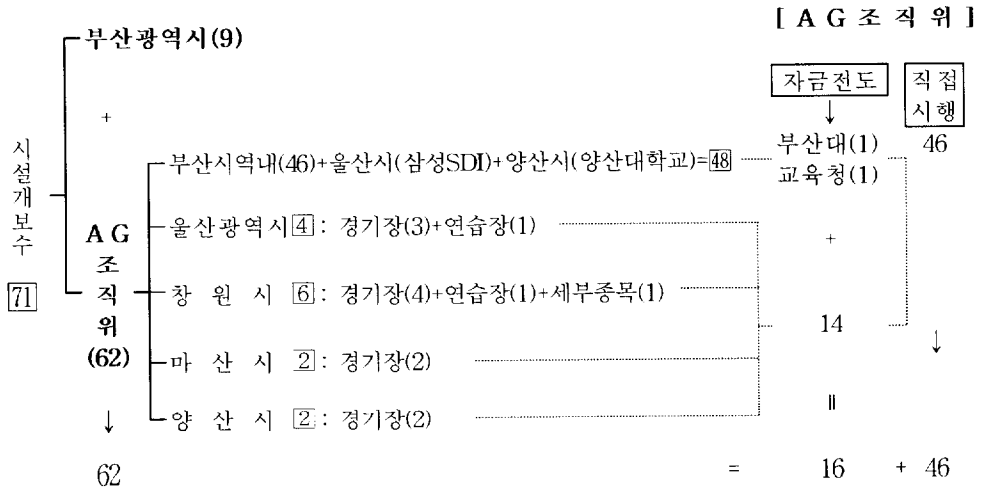 [ A G 조 직 위 ]
부산광역시(9)
자금전도
직접
시행
+
↓
시설개보수
71
부산시역내(46)+울산시(삼성SDI)+양산시(양산대학교)=48
부산대(1)
교육청(1)
46
A G
조
직
위
(62)
울산광역시 4 : 경기장(3)+연습장(1)
+
창 원 시 6 : 경기장(4)+연습장(1)+세부종목(1)
14
마 산 시 2 : 경기장(2)
↓
양 산 시 2 : 경기장(2)
॥
↓
62
= 16 + 46